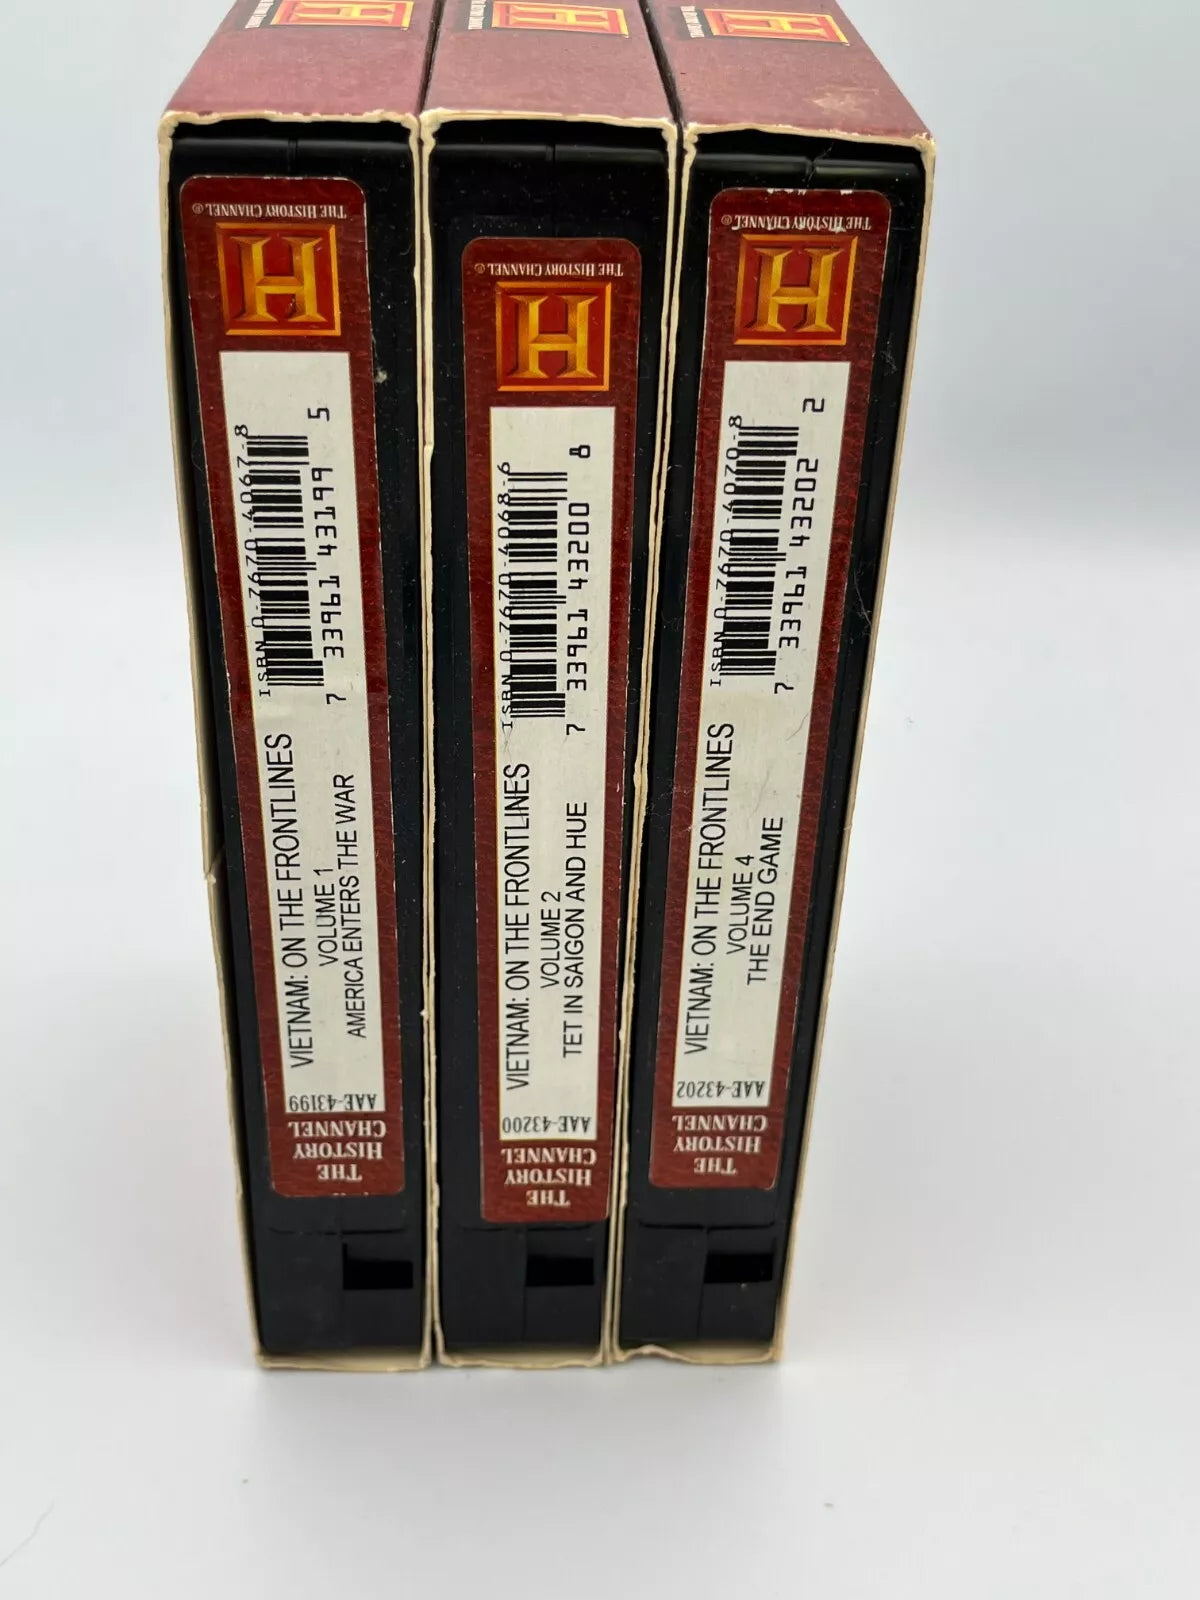 THE HISTORY CHANNEL®
H
ISBN 0-7670-4067-8
7 33961 43199 5
VIETNAM: ON THE FRONTLINES
VOLUME 1
AMERICA ENTERS THE WAR
AAE-43199
THE
HISTORY
CHANNEL
THE HISTORY CHANNEL®
H
ISBN 0-7670-4068-6
7 33961 43200 8
VIETNAM: ON THE FRONTLINES
VOLUME 2
TET IN SAIGON AND HUE
AAE-43200
THE
HISTORY
CHANNEL
THE HISTORY CHANNEL®
H
ISBN 0-7670-4070-8
7 33961 43202 2
VIETNAM: ON THE FRONTLINES
VOLUME 4
THE END GAME
AAE-43202
THE
HISTORY
CHANNEL